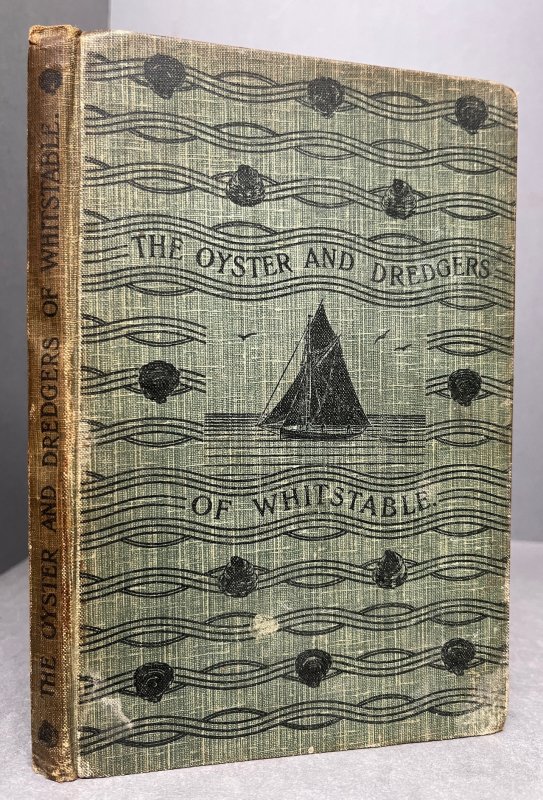 THE OYSTER AND DREDGERS OF WHITSTABLE.
THE OYSTER AND DREDGERS
OF WHITSTABLE.